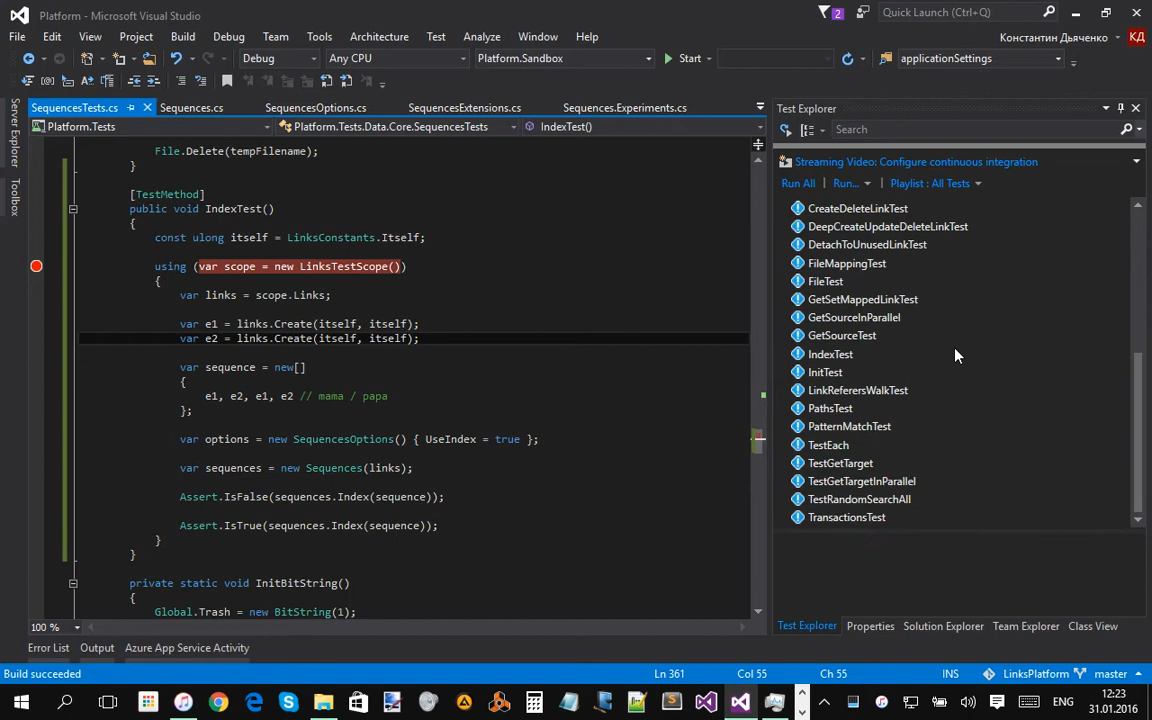 Platform - Microsoft Visual Studio
2
Quick Launch (Ctrl+Q)
File Edit View Project Build Debug Team Tools Architecture Test Analyze Window Help
Константин Дьяченко КД
Debug Any CPU Platform.Sandbox Start applicationSettings
Server Explorer
Toolbox
SequencesTests.cs Sequences.cs SequencesOptions.cs SequencesExtensions.cs Sequences.Experiments.cs
Platform.Tests Platform.Tests.Data.Core.SequencesTests IndexTest()
File.Delete(tempFilename);
}
[TestMethod]
public void IndexTest()
{
const ulong itself = LinksConstants.Itself;
using (var scope = new LinksTestScope())
{
var links = scope.Links;
var e1 = links.Create(itself, itself);
var e2 = links.Create(itself, itself);
var sequence = new[]
{
e1, e2, e1, e2 // mama / papa
};
var options = new SequencesOptions() { UseIndex = true };
var sequences = new Sequences(links);
Assert.IsFalse(sequences.Index(sequence));
Assert.IsTrue(sequences.Index(sequence));
}
}
private static void InitBitString()
{
Global.Trash = new BitString(1);
100 %
Test Explorer
Search
Streaming Video: Configure continuous integration
Run All Run... Playlist : All Tests
CreateDeleteLinkTest
DeepCreateUpdateDeleteLinkTest
DetachToUnusedLinkTest
FileMappingTest
FileTest
GetSetMappedLinkTest
GetSourceInParallel
GetSourceTest
IndexTest
InitTest
LinkReferersWalkTest
PathsTest
PatternMatchTest
TestEach
TestGetTarget
TestGetTargetInParallel
TestRandomSearchAll
TransactionsTest
Test Explorer Properties Solution Explorer Team Explorer Class View
Error List Output Azure App Service Activity
Build succeeded Ln 361 Col 55 Ch 55 INS LinksPlatform master
ENG
12:23
31.01.2016